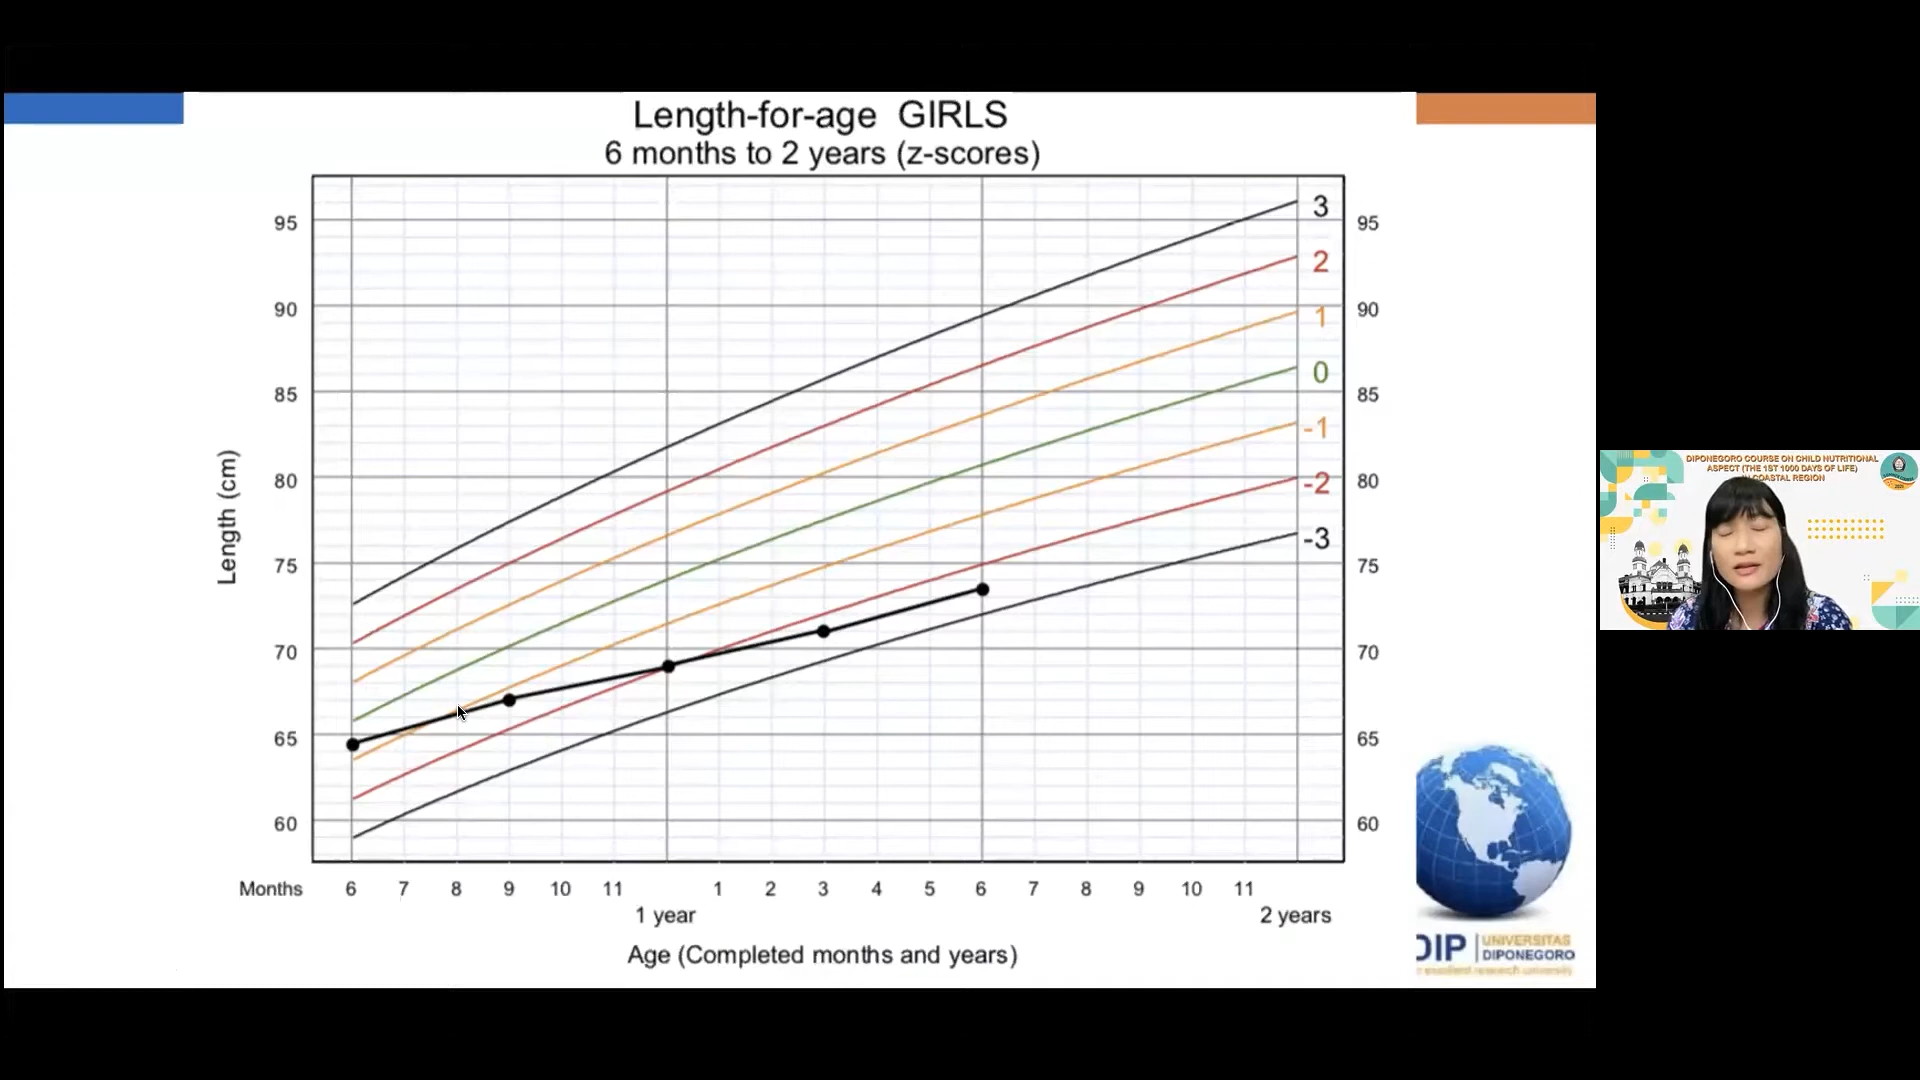 Length-for-age GIRLS
6 months to 2 years (z-scores)
95
90
85
80
75
70
65
60
Length (cm)
3
2
1
0
-1
-2
-3
95
90
85
80
75
70
65
60
Months 6 7 8 9 10 11 1 2 3 4 5 6 7 8 9 10 11
1 year 2 years
Age (Completed months and years)
DIP UNIVERSITAS
DIPONEGORO
excellent research university
DIPONEGORO COURSE ON CHILD NUTRITIONAL
ASPECT (THE 1ST 1000 DAYS OF LIFE)
COASTAL REGION